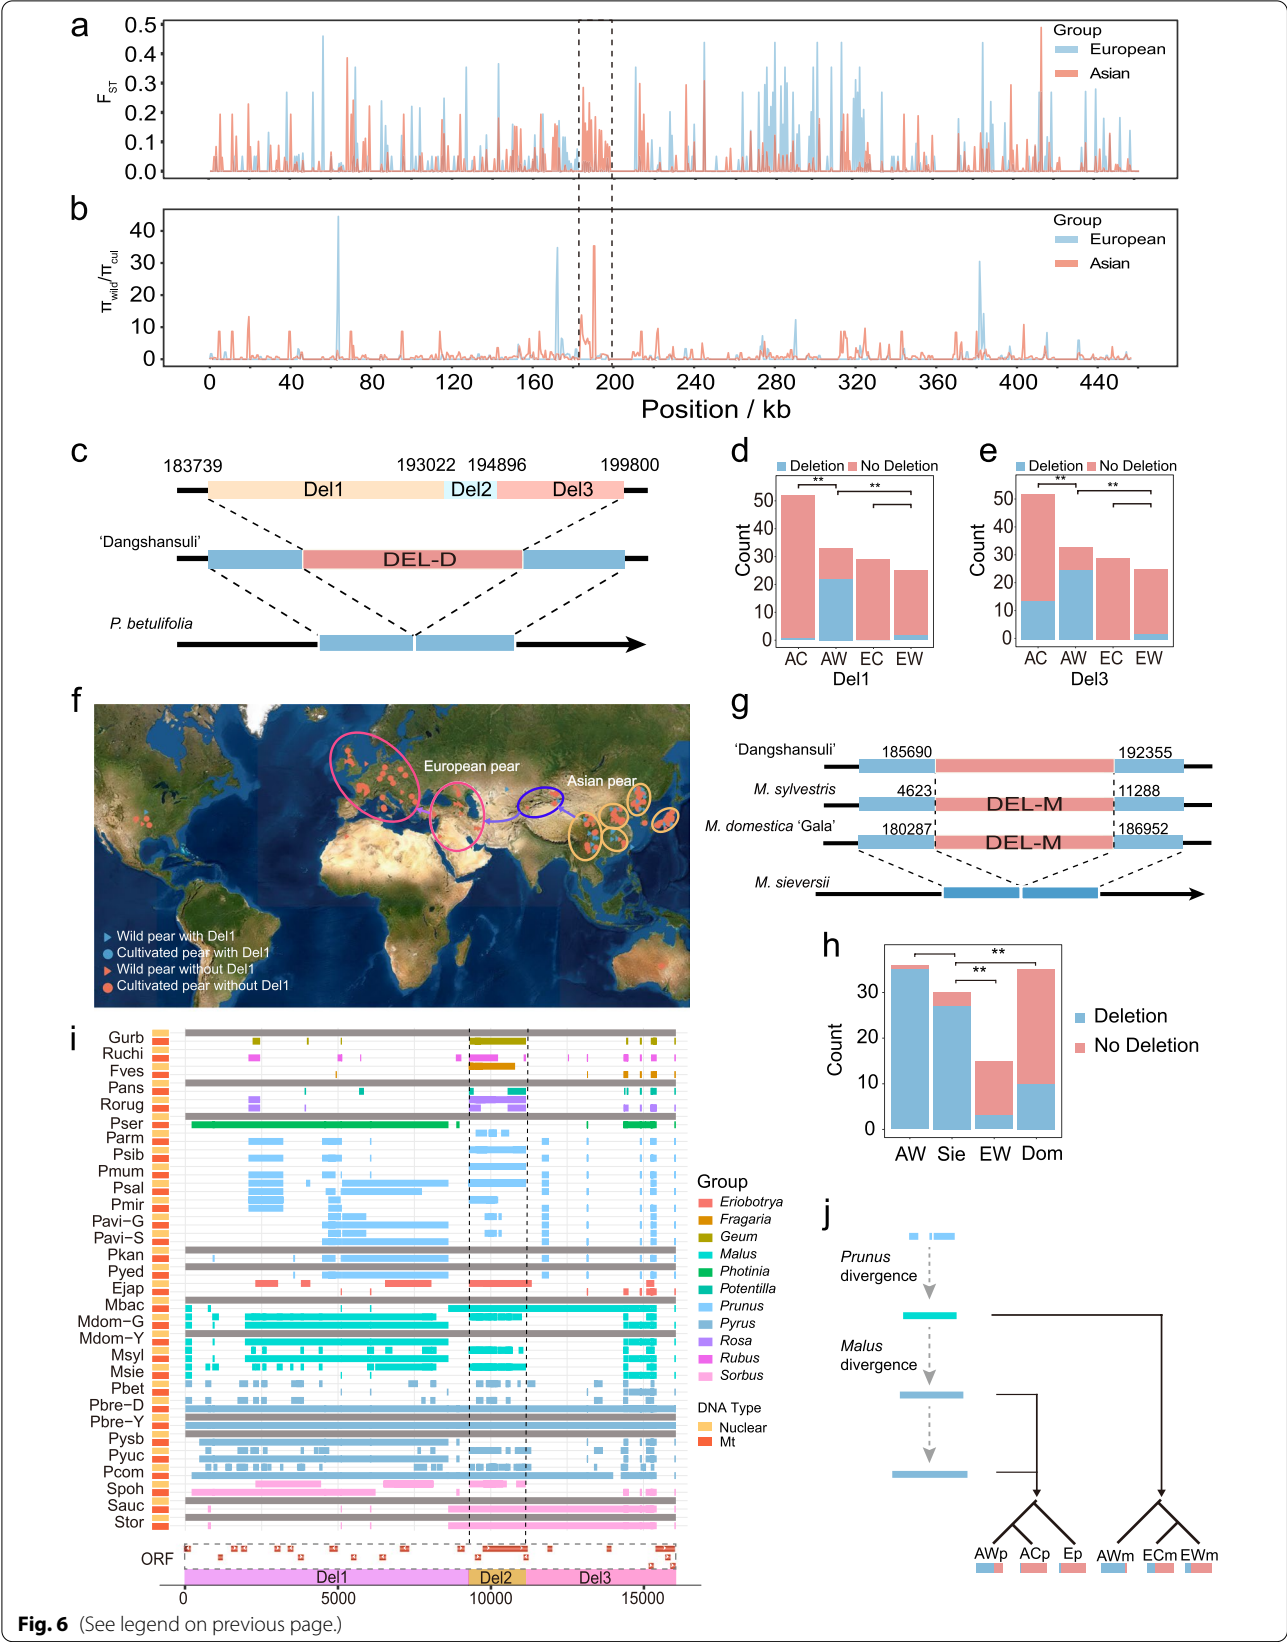 a
0.5
0.4
0.3
0.2
0.1
0.0
FST
Group
European
Asian
b
40
30
20
10
0
πwild/πcul
Group
European
Asian
0 40 80 120 160 200 240 280 320 360 400 440
Position / kb
c
183739 193022 194896 199800
Del1 Del2 Del3
‘Dangshansuli’
DEL-D
P. betulifolia
d
Deletion No Deletion
** **
Count
50
40
30
20
10
0
AC AW EC EW
Del1
e
Deletion No Deletion
** **
Count
50
40
30
20
10
0
AC AW EC EW
Del3
f
European pear
Asian pear
Wild pear with Del1
Cultivated pear with Del1
Wild pear without Del1
Cultivated pear without Del1
g
‘Dangshansuli’ 185690 192355
M. sylvestris 4623 DEL-M 11288
M. domestica ‘Gala’ 180287 DEL-M 186952
M. sieversii
h
** **
Count
30
20
10
0
AW Sie EW Dom
Deletion
No Deletion
i
Gurb
Ruchi
Fves
Pans
Rorug
Pser
Parm
Psib
Pmum
Psal
Pmir
Pavi−G
Pavi−S
Pkan
Pyed
Ejap
Mbac
Mdom−G
Mdom−Y
Msyl
Msie
Pbet
Pbre−D
Pbre−Y
Pysb
Pyuc
Pcom
Spoh
Sauc
Stor
ORF
Del1 Del2 Del3
0 5000 10000 15000
Group
Eriobotrya
Fragaria
Geum
Malus
Photinia
Potentilla
Prunus
Pyrus
Rosa
Rubus
Sorbus
DNA Type
Nuclear
Mt
j
Prunus
divergence
Malus
divergence
AWp ACp Ep AWm ECm EWm
Fig. 6 (See legend on previous page.)